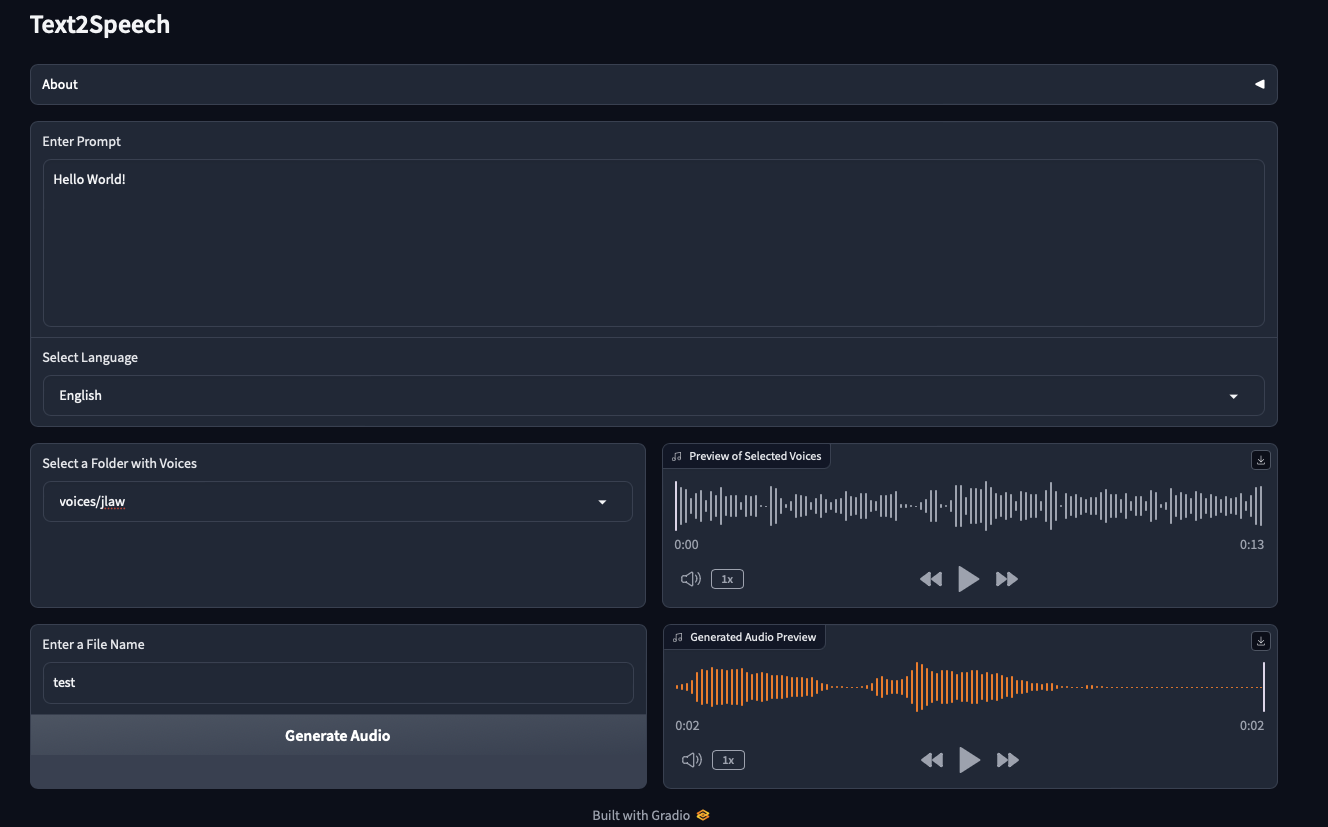 Text2Speech
About
Enter Prompt
Hello World!
Select Language
English
Select a Folder with Voices
voices/jlaw
Preview of Selected Voices
0:00
0:13
1x
Enter a File Name
test
Generate Audio
Generated Audio Preview
0:02
0:02
1x
Built with Gradio